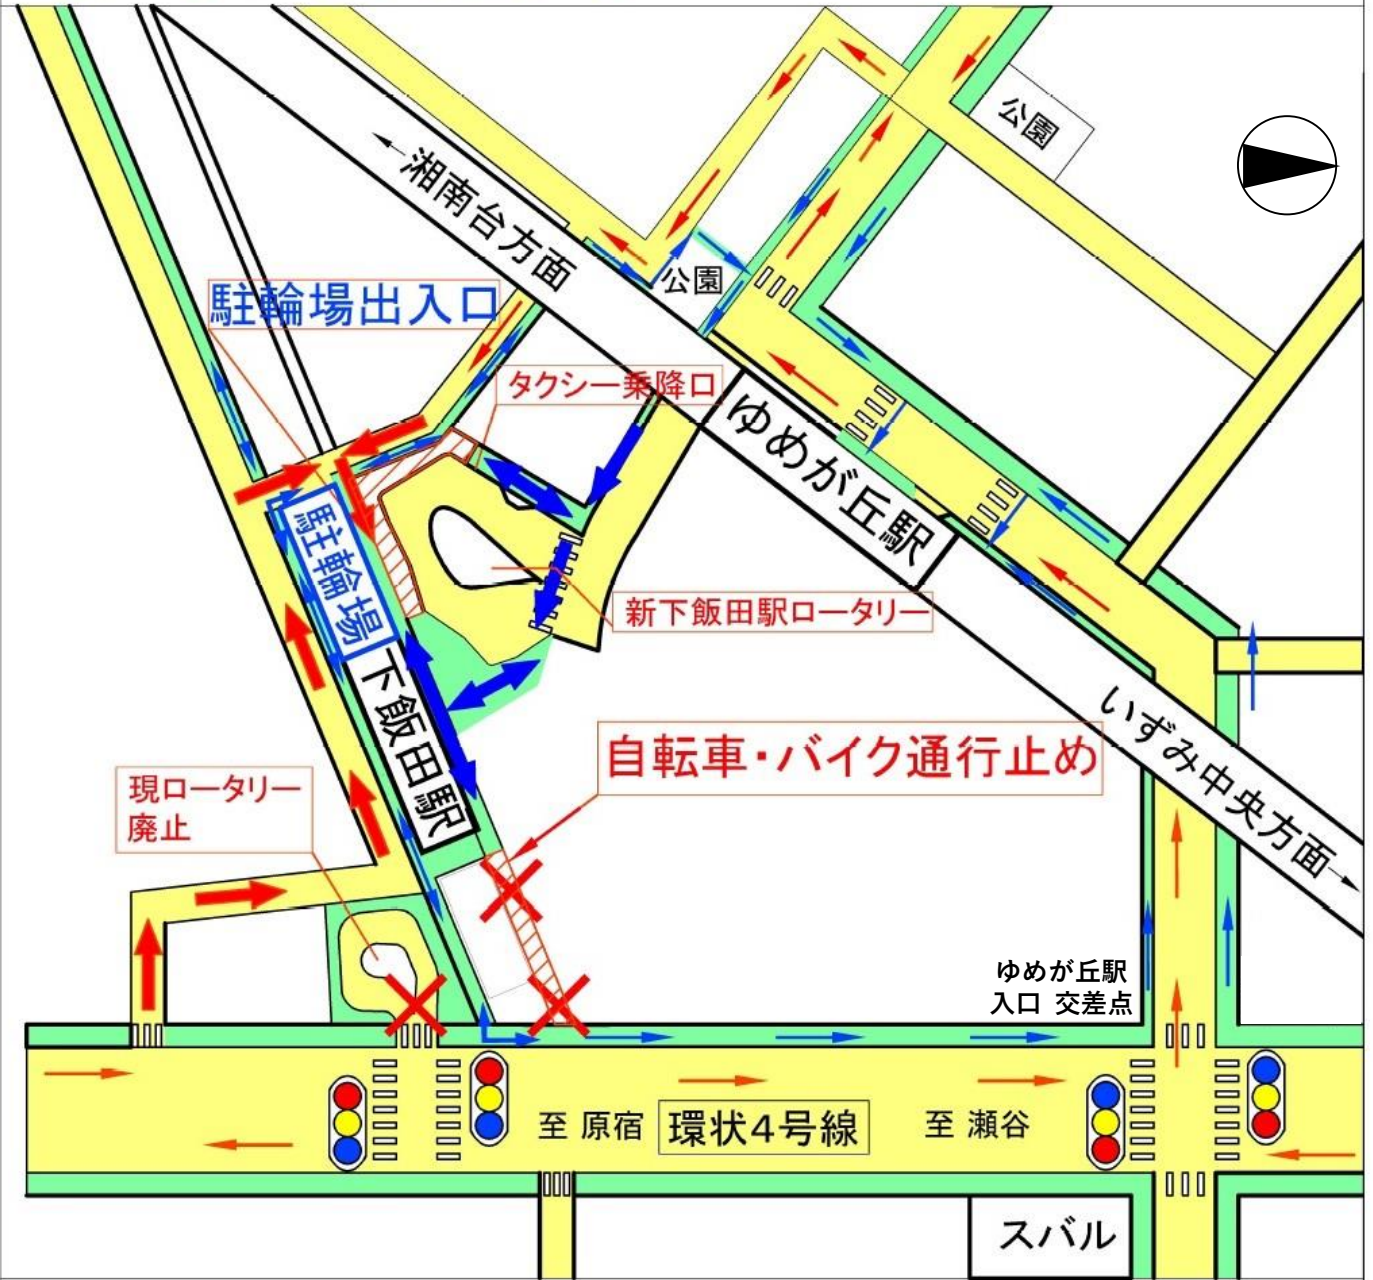 公園
←湘南台方面
公園
駐輪場出入口
タクシー乗降口
ゆめが丘駅
駐輪場
新下飯田駅ロータリー
下飯田駅
自転車・バイク通行止め
いずみ中央方面→
現ロータリー
廃止
ゆめが丘駅
入口 交差点
至 原宿
環状4号線
至 瀬谷
スバル